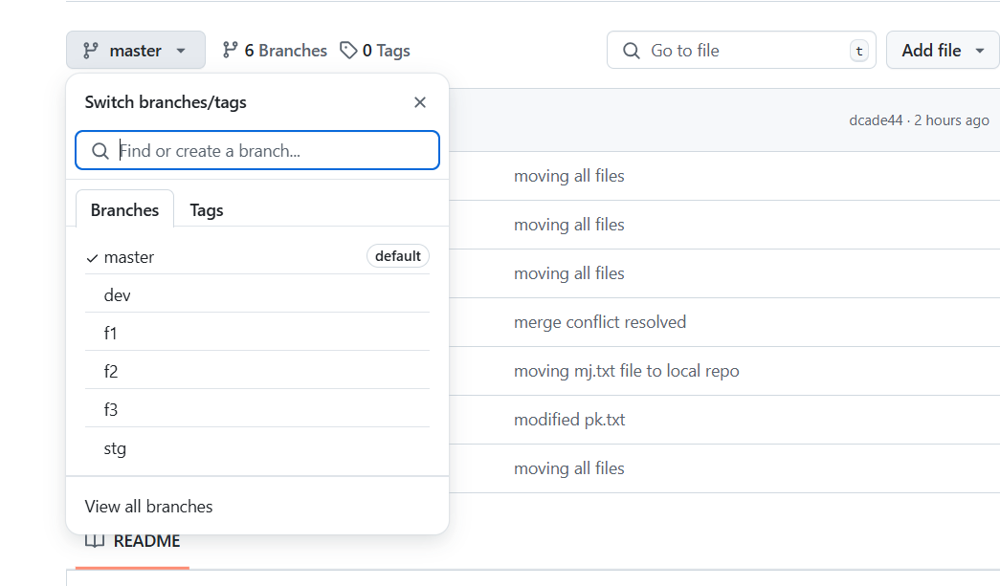 master 6 Branches 0 Tags Go to file t Add file
Switch branches/tags
dcade44 · 2 hours ago
Find or create a branch...
moving all files
Branches Tags
moving all files
master default
moving all files
dev
merge conflict resolved
f1
moving mj.txt file to local repo
f2
modified pk.txt
f3
stg
moving all files
View all branches
README